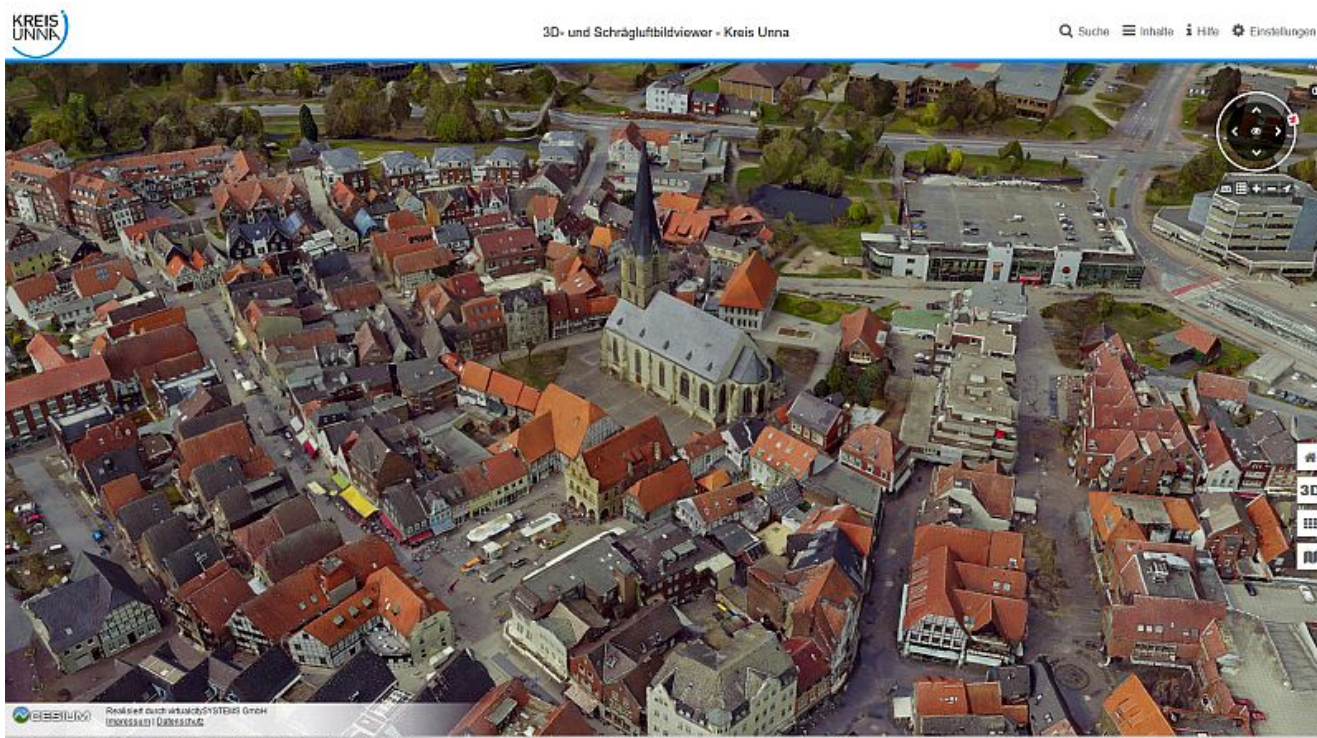 KREIS
UNNA
3D- und Schrägluftbildviewer - Kreis Unna
Suche Inhalte Hilfe Einstellungen
3D
CESIUM
Realisiert durch virtualcitySYSTEMS GmbH
Impressum | Datenschutz